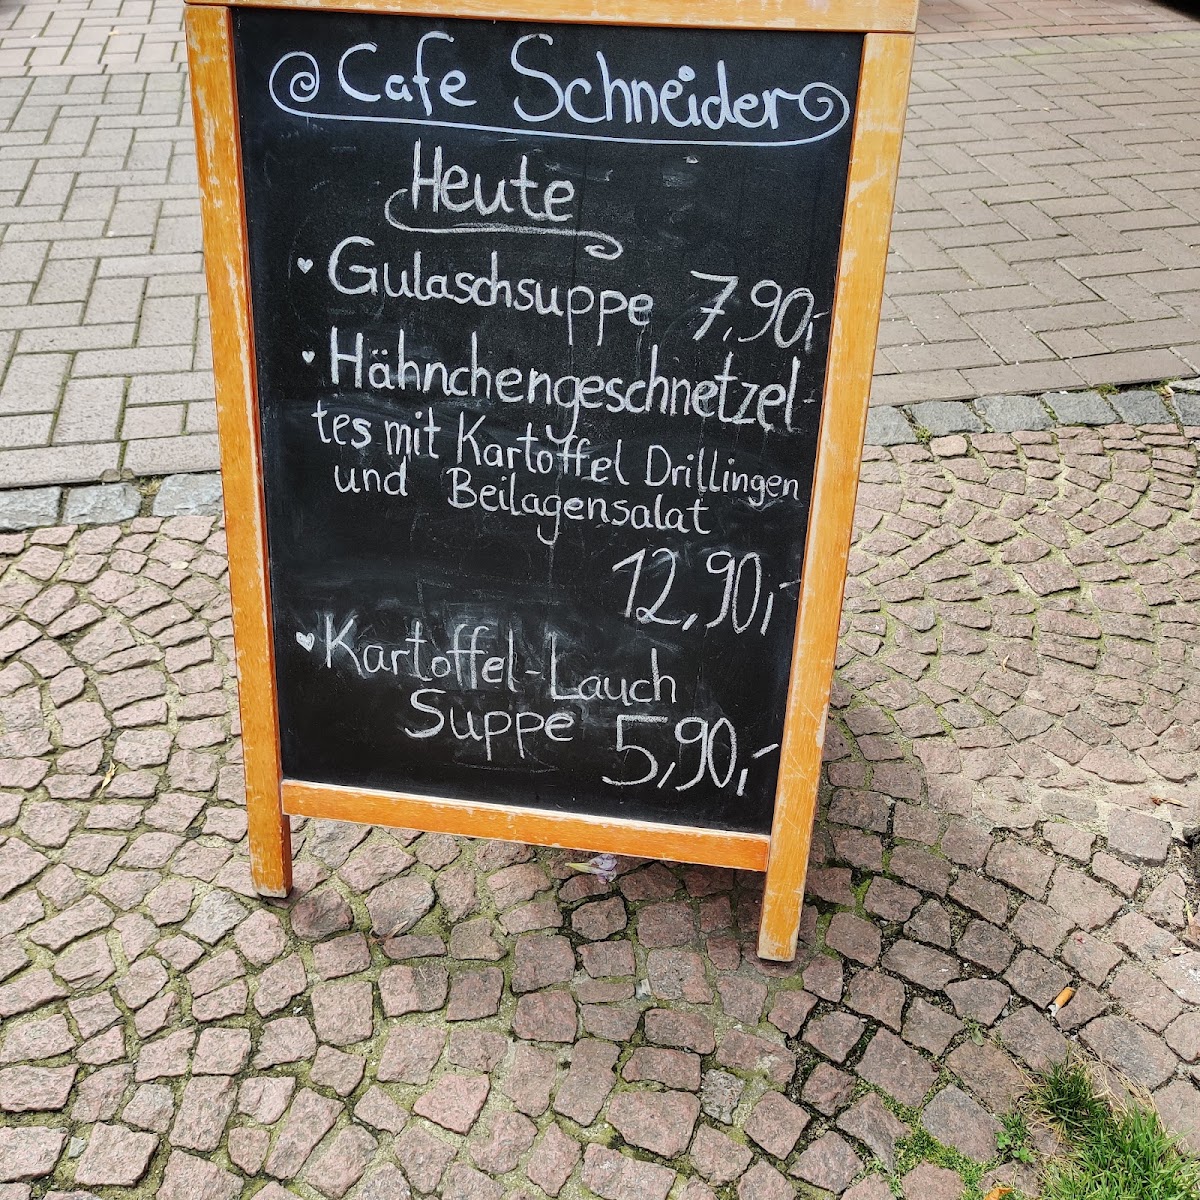 Cafe Schneider
Heute
Gulaschsuppe 7,90,-
Hähnchengeschnetzel-
tes mit Kartoffel Drillingen
und Beilagensalat
12,90,-
Kartoffel-Lauch
Suppe 5,90,-